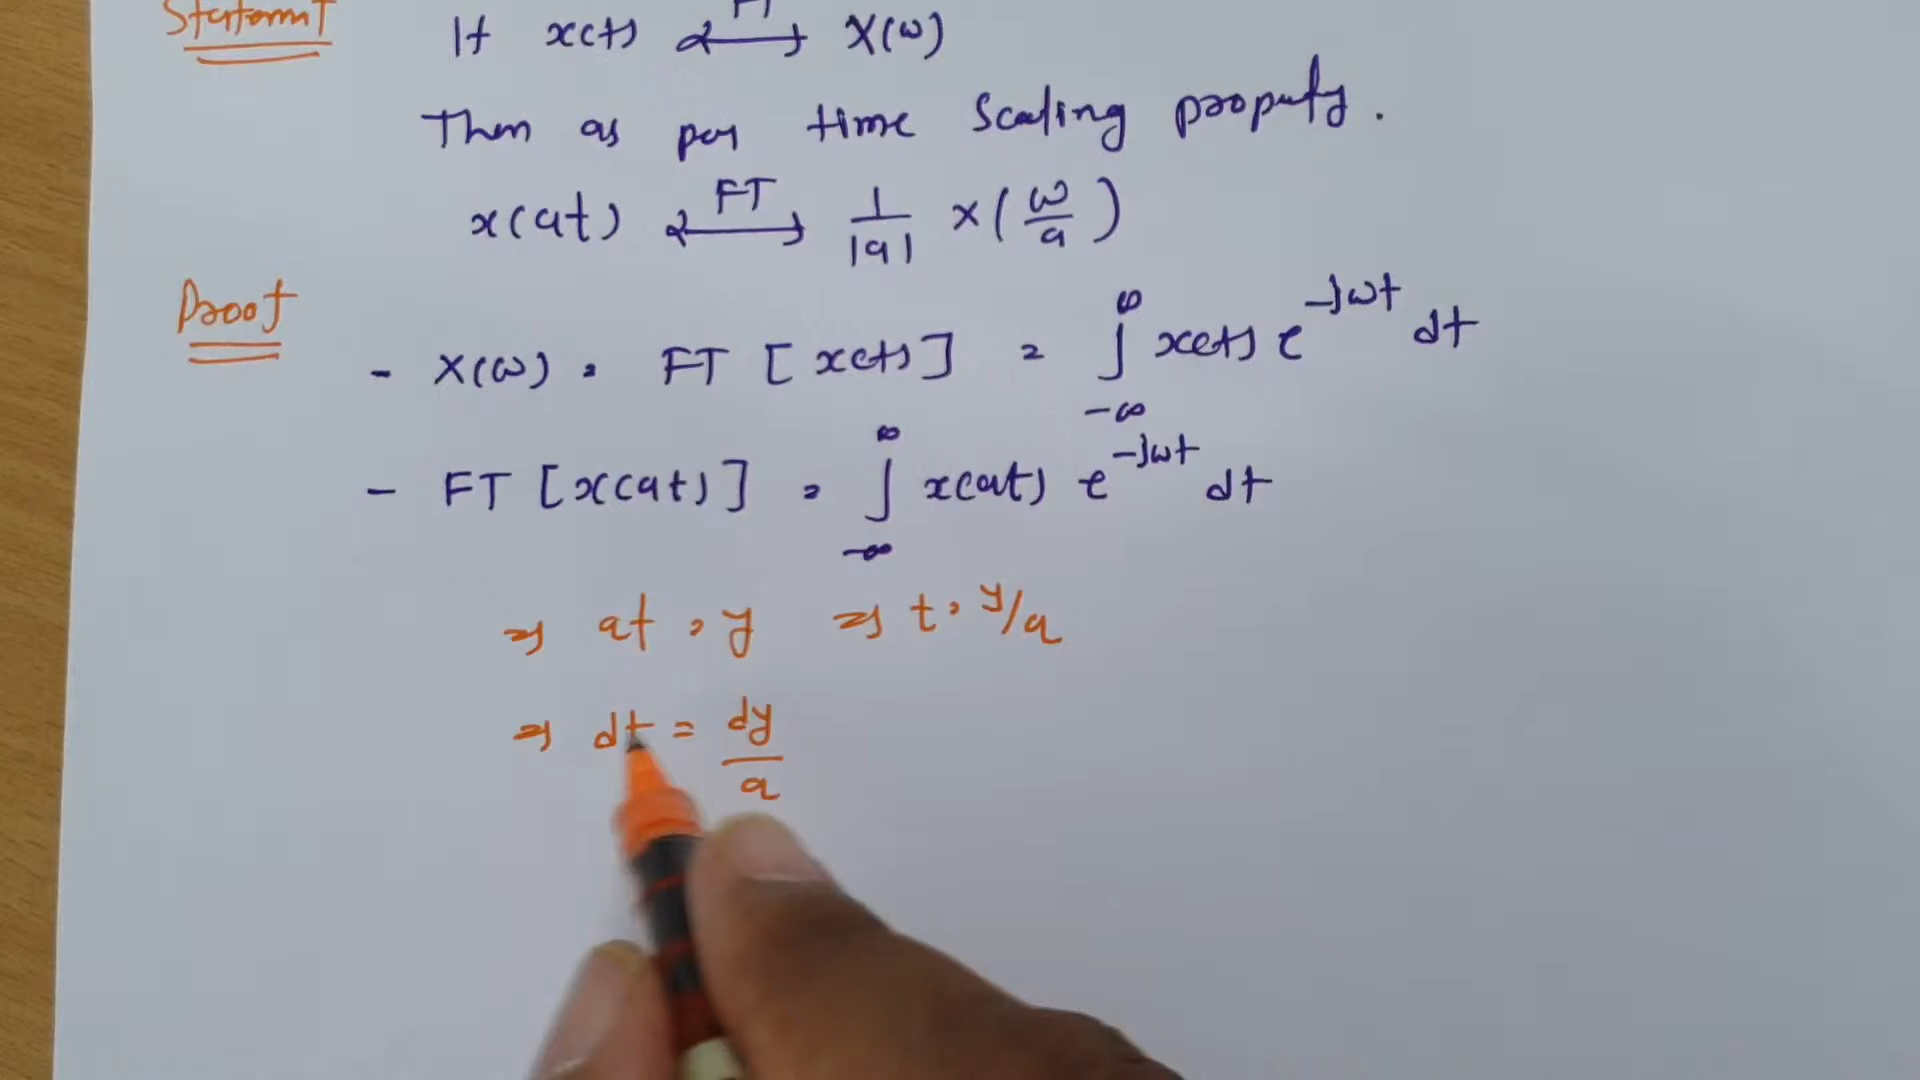 Statement If x(t) ⟷ FT X(ω)
Then as per time Scaling property.
x(at) ⟷ FT 1/|a| X(ω/a)
Proof
- X(ω) = FT [x(t)] = ∫_{-∞}^{∞} x(t) e^{-jωt} dt
- FT [x(at)] = ∫_{-∞}^{∞} x(at) e^{-jωt} dt
⇒ at = y ⇒ t = y/a
⇒ dt = dy/a